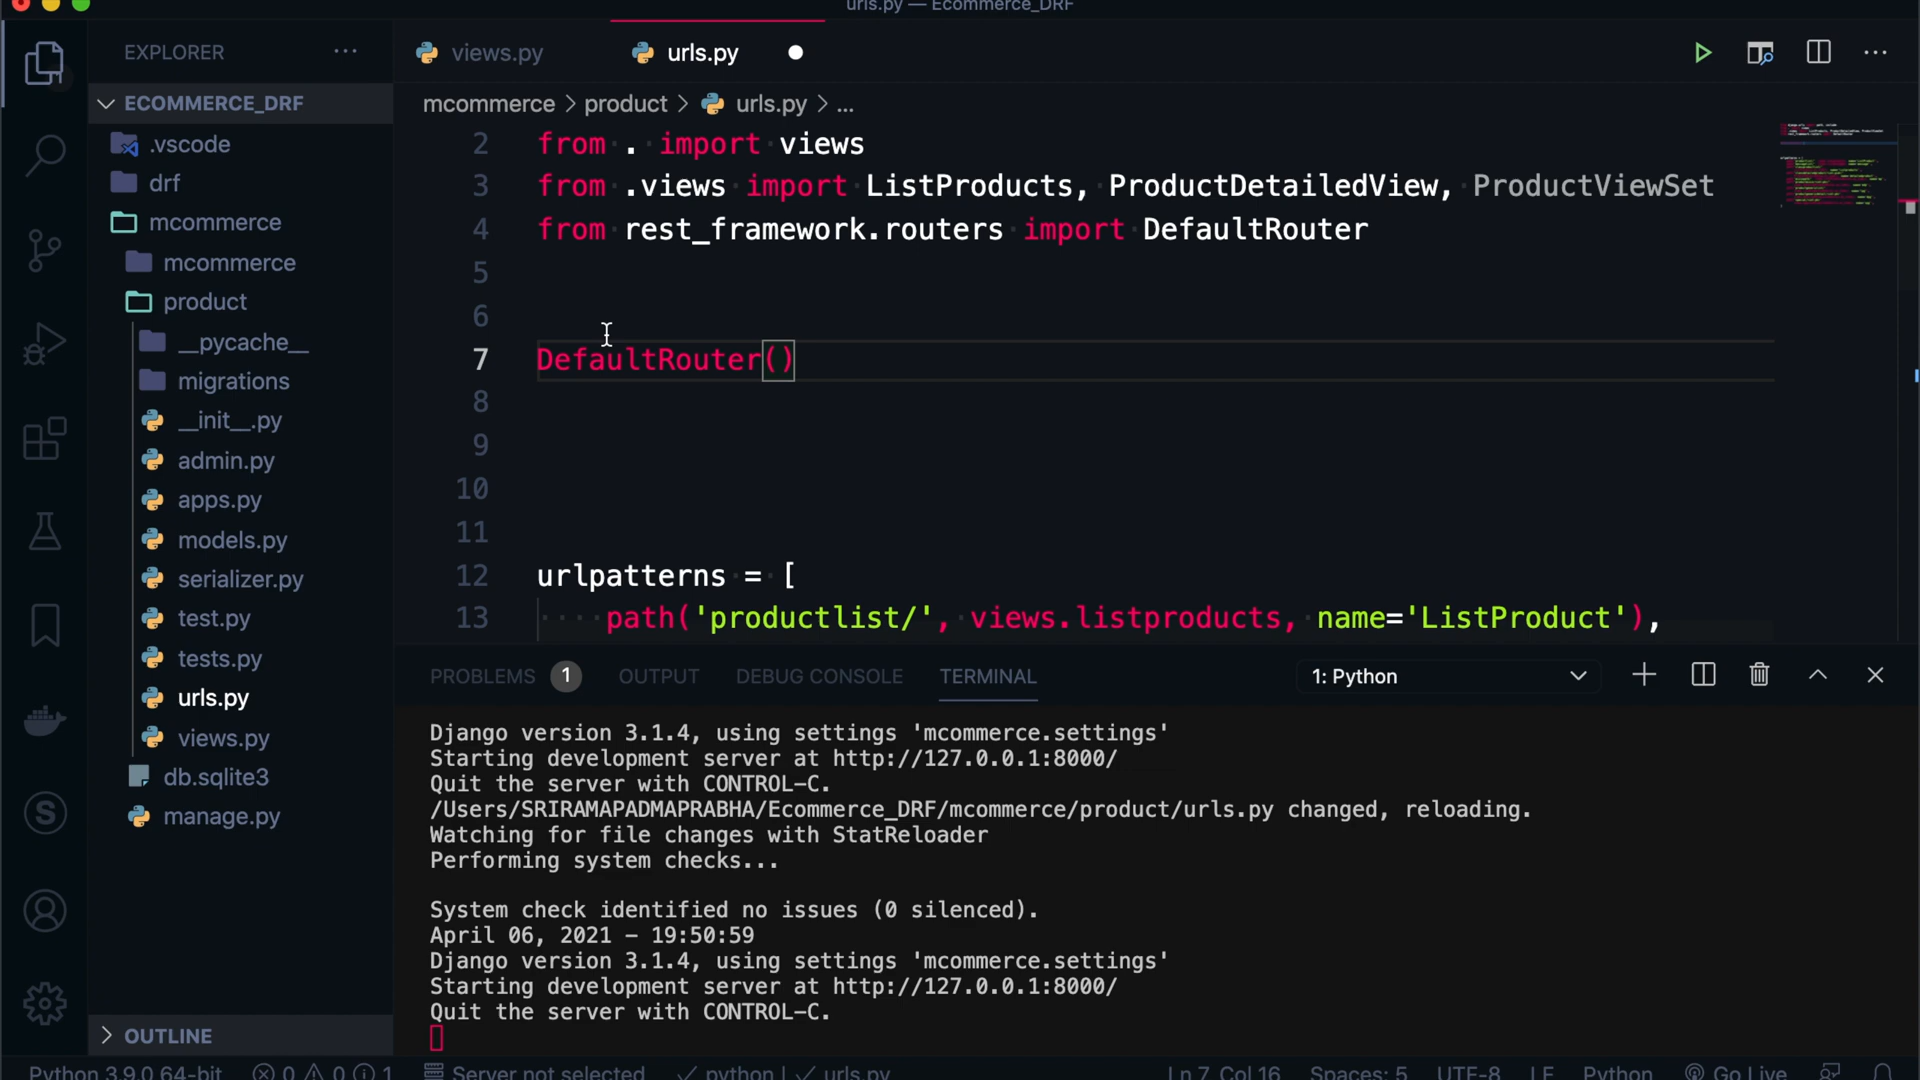 urls.py — Ecommerce_DRF
EXPLORER ...
views.py
urls.py
ECOMMERCE_DRF
.vscode
drf
mcommerce
mcommerce
product
__pycache__
migrations
__init__.py
admin.py
apps.py
models.py
serializer.py
test.py
tests.py
urls.py
views.py
db.sqlite3
manage.py
OUTLINE
mcommerce > product > urls.py > ...
2 from . import views
3 from .views import ListProducts, ProductDetailedView, ProductViewSet
4 from rest_framework.routers import DefaultRouter
5
6
7 DefaultRouter()
8
9
10
11
12 urlpatterns = [
13 path('productlist/', views.listproducts, name='ListProduct'),
PROBLEMS 1 OUTPUT DEBUG CONSOLE TERMINAL 1: Python
Django version 3.1.4, using settings 'mcommerce.settings'
Starting development server at http://127.0.0.1:8000/
Quit the server with CONTROL-C.
/Users/SRIRAMAPADMAPRABHA/Ecommerce_DRF/mcommerce/product/urls.py changed, reloading.
Watching for file changes with StatReloader
Performing system checks...
System check identified no issues (0 silenced).
April 06, 2021 - 19:50:59
Django version 3.1.4, using settings 'mcommerce.settings'
Starting development server at http://127.0.0.1:8000/
Quit the server with CONTROL-C.
Python 3.9.0 64-bit 0 0 1 Server not selected python | urls.py Ln 7, Col 16 Spaces: 5 UTF-8 LF Python Go Live